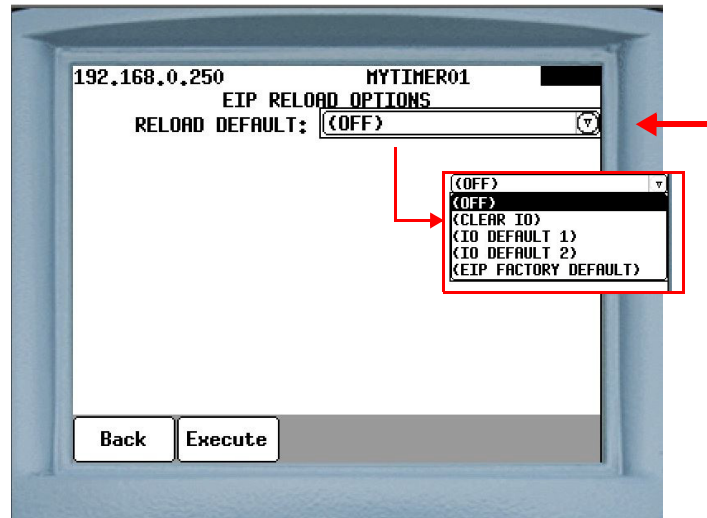 192.168.0.250 MYTIMER01
EIP RELOAD OPTIONS
RELOAD DEFAULT: (OFF)
(OFF)
(OFF)
(CLEAR IO)
(IO DEFAULT 1)
(IO DEFAULT 2)
(EIP FACTORY DEFAULT)
Back Execute